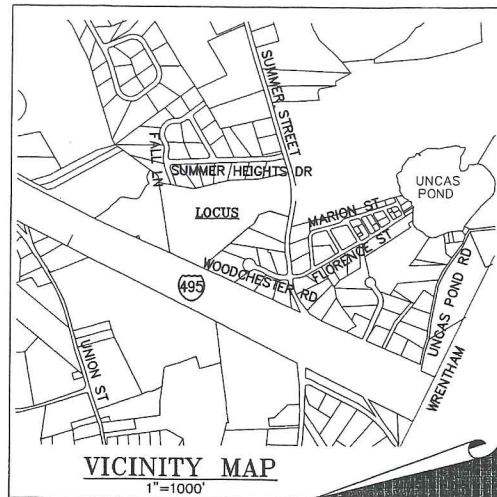 SUMMER STREET
FALL LN
SUMMER HEIGHTS DR
UNCAS
POND
LOCUS
MARION ST
FLORENCE ST
WOODCHESTER RD
495
UNCAS POND RD
UNION ST
WRENTHAM
VICINITY MAP
1"=1000'